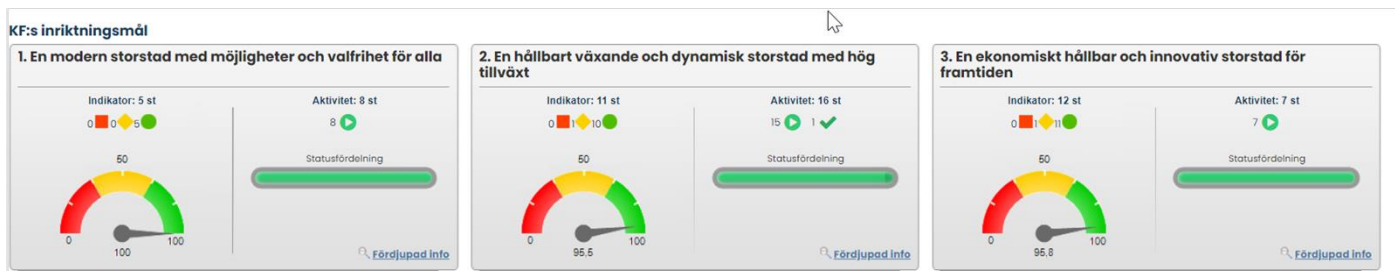 KF:s inriktningsmål
1. En modern storstad med möjligheter och valfrihet för alla
Indikator: 5 st
0 0 5
50
0 100
100
Aktivitet: 8 st
8
Statusfördelning
Fördjupad info
2. En hållbart växande och dynamisk storstad med hög
tillväxt
Indikator: 11 st
0 1 10
50
0 100
95,5
Aktivitet: 16 st
15 1
Statusfördelning
Fördjupad info
3. En ekonomiskt hållbar och innovativ storstad för
framtiden
Indikator: 12 st
0 1 11
50
0 100
95,8
Aktivitet: 7 st
7
Statusfördelning
Fördjupad info